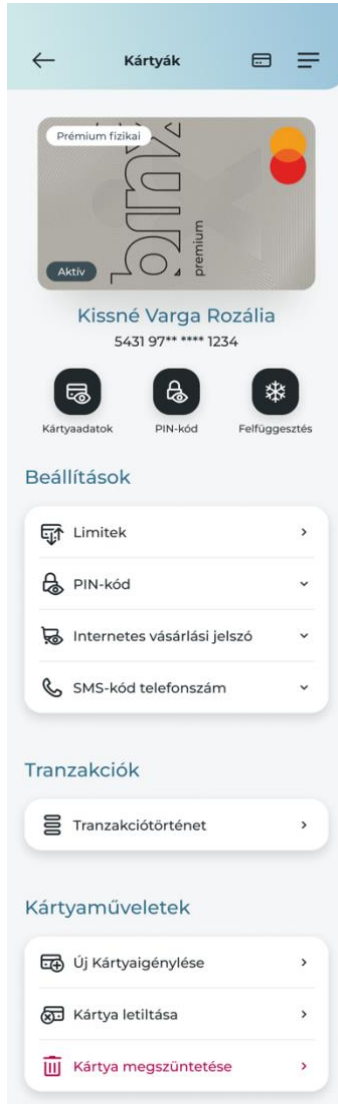 Kártyák
Prémium fizikai
bnx
premium
Aktív
Kissné Varga Rozália
5431 97** **** 1234
Kártyaadatok
PIN-kód
Felfüggesztés
Beállítások
Limitek
PIN-kód
Internetes vásárlási jelszó
SMS-kód telefonszám
Tranzakciók
Tranzakciótörténet
Kártyaműveletek
Új Kártyaigénylése
Kártya letiltása
Kártya megszüntetése